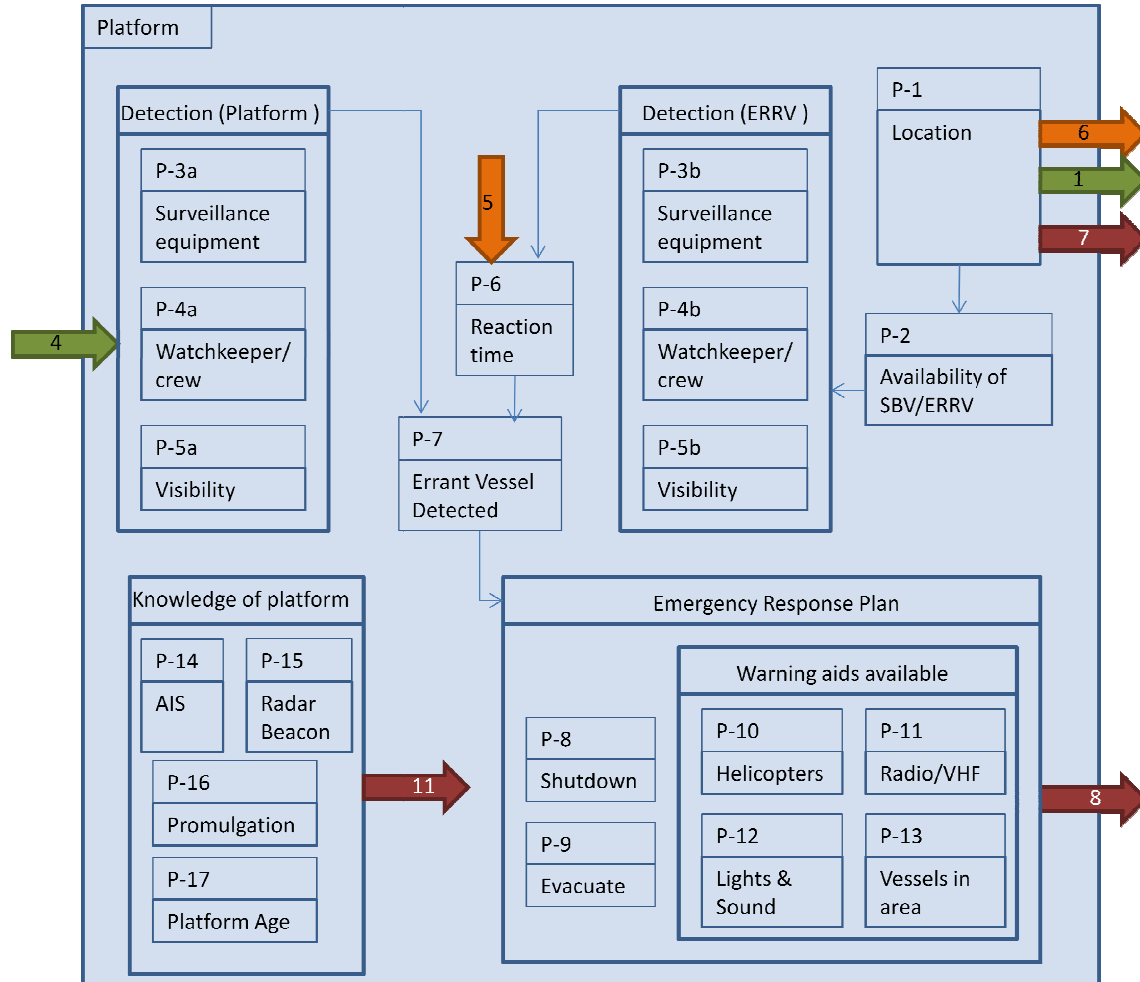 Platform
Detection (Platform )
P-3a
Surveillance
equipment
P-4a
Watchkeeper/
crew
P-5a
Visibility
4
5
P-6
Reaction
time
P-7
Errant Vessel
Detected
Detection (ERRV )
P-3b
Surveillance
equipment
P-4b
Watchkeeper/
crew
P-5b
Visibility
P-1
Location
6
1
7
P-2
Availability of
SBV/ERRV
Knowledge of platform
P-14
AIS
P-15
Radar
Beacon
P-16
Promulgation
P-17
Platform Age
11
Emergency Response Plan
P-8
Shutdown
P-9
Evacuate
Warning aids available
P-10
Helicopters
P-11
Radio/VHF
P-12
Lights &
Sound
P-13
Vessels in
area
8